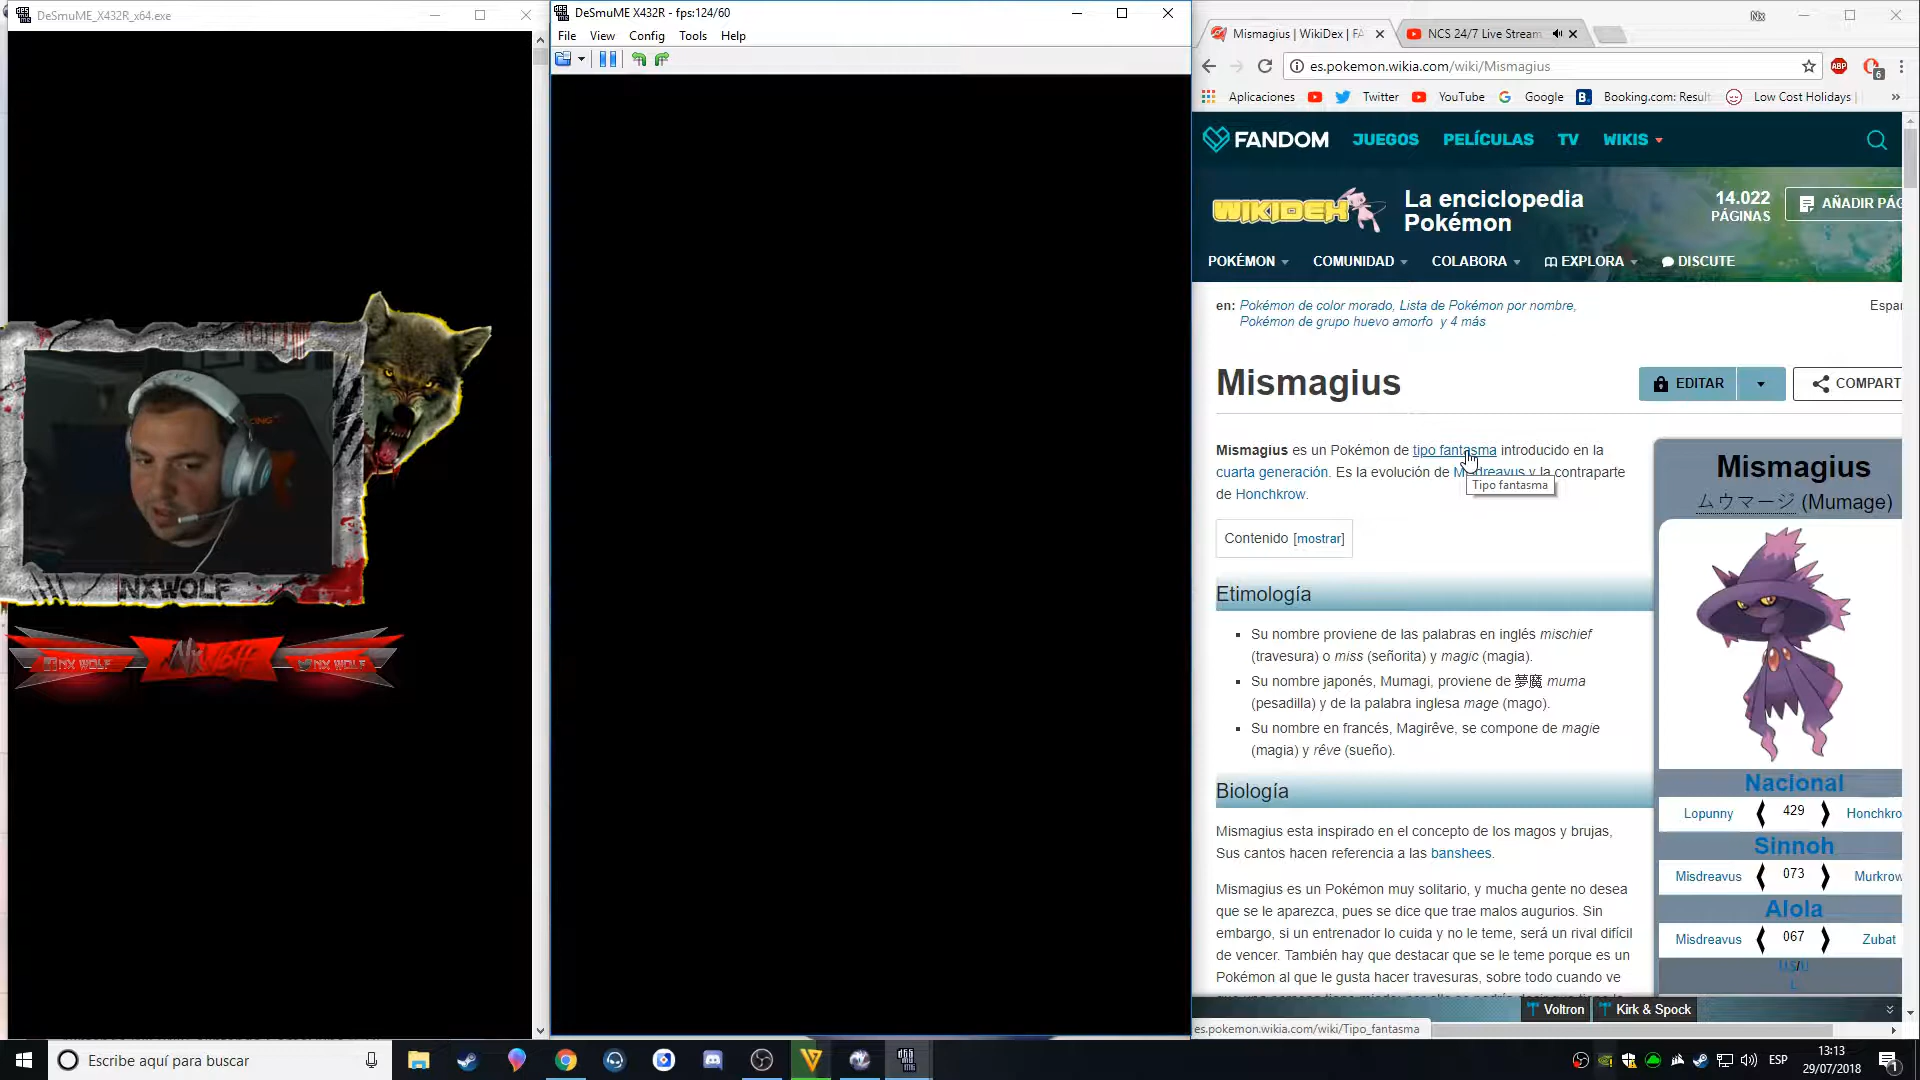 DeSmuME_X432R_x64.exe
DeSmuME X432R - fps:124/60
File View Config Tools Help
Nx
Mismagius | WikiDex | FA
NCS 24/7 Live Stream
es.pokemon.wikia.com/wiki/Mismagius
ABP
6
Aplicaciones
Twitter
YouTube
Google
Booking.com: Result
Low Cost Holidays |
»
FANDOM JUEGOS PELÍCULAS TV WIKIS
WIKIDEX
La enciclopedia
Pokémon
14.022
PÁGINAS
AÑADIR PÁG
POKÉMON COMUNIDAD COLABORA EXPLORA DISCUTE
en: Pokémon de color morado, Lista de Pokémon por nombre,
Pokémon de grupo huevo amorfo y 4 más
Espa
Mismagius
EDITAR
COMPART
Mismagius es un Pokémon de tipo fantasma introducido en la
cuarta generación. Es la evolución de Misdreavus y la contraparte
de Honchkrow.
Tipo fantasma
Contenido [mostrar]
Etimología
Su nombre proviene de las palabras en inglés mischief
(travesura) o miss (señorita) y magic (magia).
Su nombre japonés, Mumagi, proviene de 夢魔 muma
(pesadilla) y de la palabra inglesa mage (mago).
Su nombre en francés, Magirêve, se compone de magie
(magia) y rêve (sueño).
Biología
Mismagius esta inspirado en el concepto de los magos y brujas,
Sus cantos hacen referencia a las banshees.
Mismagius es un Pokémon muy solitario, y mucha gente no desea
que se le aparezca, pues se dice que trae malos augurios. Sin
embargo, si un entrenador lo cuida y no le teme, será un rival difícil
de vencer. También hay que destacar que se le teme porque es un
Pokémon al que le gusta hacer travesuras, sobre todo cuando ve
Mismagius
ムウマージ (Mumage)
Nacional
Lopunny 429 Honchkro
Sinnoh
Misdreavus 073 Murkrow
Alola
Misdreavus 067 Zubat
Voltron
Kirk & Spock
es.pokemon.wikia.com/wiki/Tipo_fantasma
NXWOLF
NX WOLF
Nxwolf
NX WOLF
Escribe aquí para buscar
ESP
13:13
29/07/2018
1